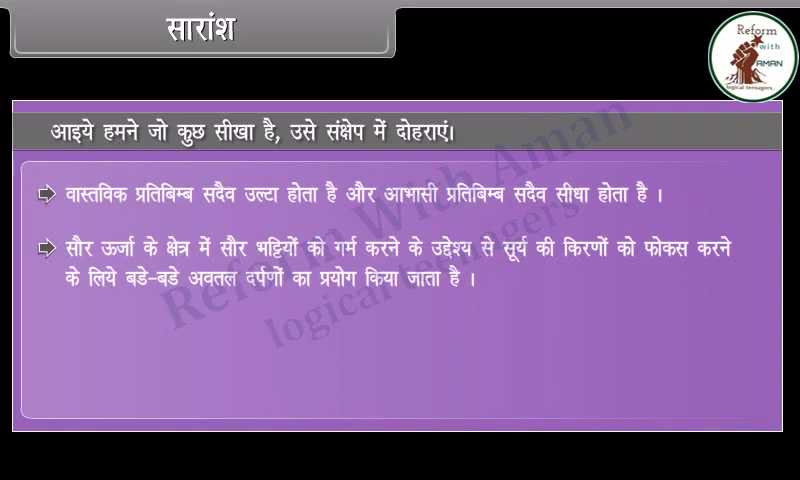 सारांश
Reform
with
AMAN
logical teenagers.
आइये हमने जो कुछ सीखा है, उसे संक्षेप में दोहराएं।
वास्तविक प्रतिबिम्ब सदैव उल्टा होता है और आभासी प्रतिबिम्ब सदैव सीधा होता है ।
सौर ऊर्जा के क्षेत्र में सौर भट्टियों को गर्म करने के उद्देश्य से सूर्य की किरणों को फोकस करने
के लिये बडे-बडे अवतल दर्पणों का प्रयोग किया जाता है ।
Reform With Aman
logical teenagers